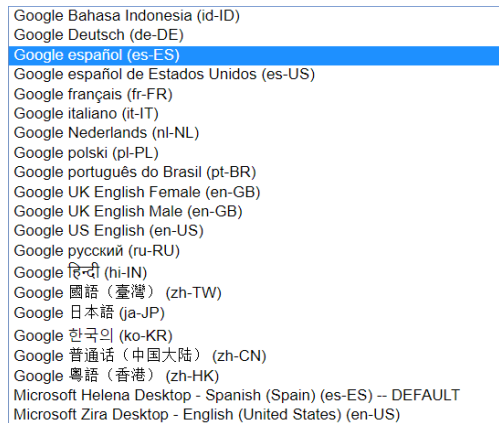 Google Bahasa Indonesia (id-ID)
Google Deutsch (de-DE)
Google español (es-ES)
Google español de Estados Unidos (es-US)
Google français (fr-FR)
Google italiano (it-IT)
Google Nederlands (nl-NL)
Google polski (pl-PL)
Google português do Brasil (pt-BR)
Google UK English Female (en-GB)
Google UK English Male (en-GB)
Google US English (en-US)
Google русский (ru-RU)
Google हिन्दी (hi-IN)
Google 國語（臺灣） (zh-TW)
Google 日本語 (ja-JP)
Google 한국의 (ko-KR)
Google 普通话（中国大陆） (zh-CN)
Google 粵語（香港） (zh-HK)
Microsoft Helena Desktop - Spanish (Spain) (es-ES) -- DEFAULT
Microsoft Zira Desktop - English (United States) (en-US)